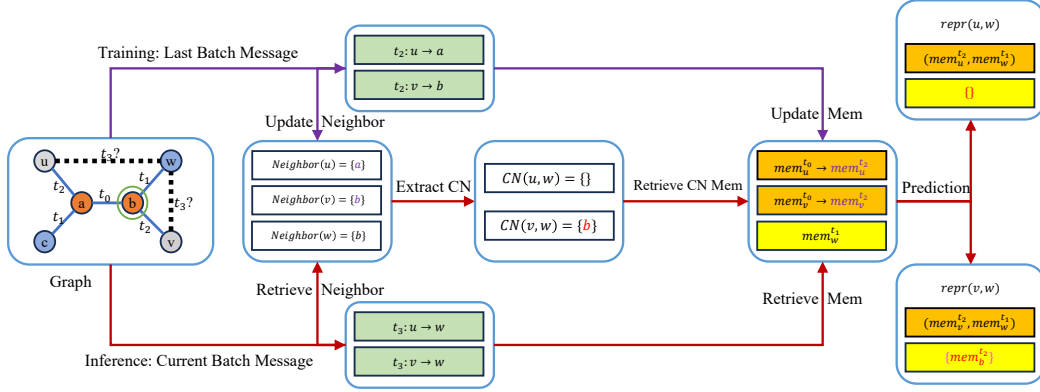 Training: Last Batch Message
t₂: u → a
t₂: v → b
Update Neighbor
Update Mem
repr(u, w)
(mem_u^{t₂}, mem_w^{t₁})
{}
u
t₃?
w
t₂
t₁
t₃?
a
t₀
b
t₁
t₂
c
v
Graph
Neighbor(u) = {a}
Neighbor(v) = {b}
Neighbor(w) = {b}
Extract CN
CN(u, w) = {}
CN(v, w) = {b}
Retrieve CN Mem
mem_u^{t₀} → mem_u^{t₂}
mem_v^{t₀} → mem_v^{t₂}
mem_w^{t₁}
Prediction
Retrieve Neighbor
Retrieve Mem
Inference: Current Batch Message
t₃: u → w
t₃: v → w
repr(v, w)
(mem_v^{t₂}, mem_w^{t₁})
{mem_b^{t₂}}